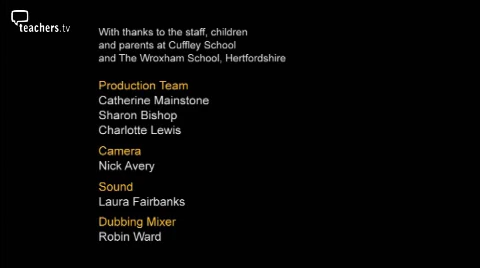 teachers.tv
With thanks to the staff, children
and parents at Cuffley School
and The Wroxham School, Hertfordshire
Production Team
Catherine Mainstone
Sharon Bishop
Charlotte Lewis
Camera
Nick Avery
Sound
Laura Fairbanks
Dubbing Mixer
Robin Ward